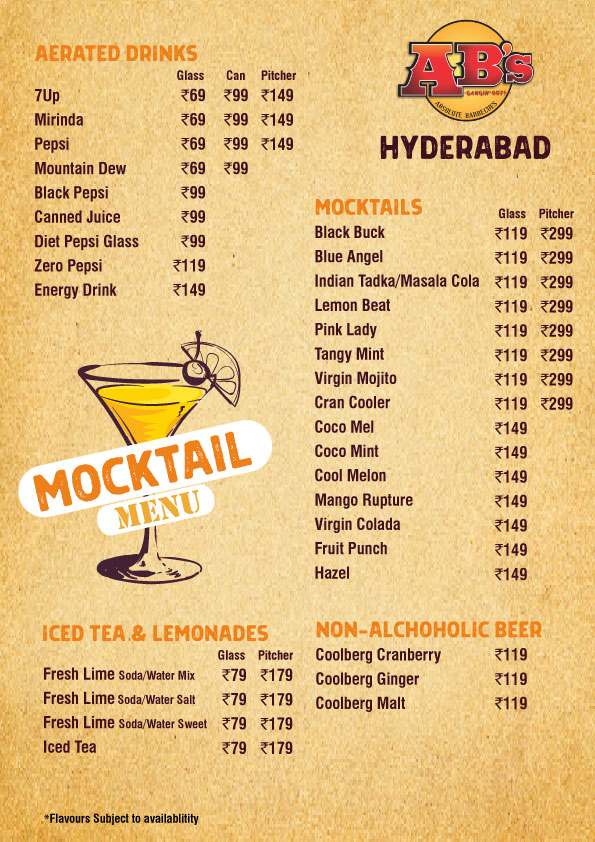 AERATED DRINKS
Glass Can Pitcher
7Up ₹69 ₹99 ₹149
Mirinda ₹69 ₹99 ₹149
Pepsi ₹69 ₹99 ₹149
Mountain Dew ₹69 ₹99
Black Pepsi ₹99
Canned Juice ₹99
Diet Pepsi Glass ₹99
Zero Pepsi ₹119
Energy Drink ₹149
AB's
ABSOLUTE BARBECUES
HYDERABAD
MOCKTAILS
Glass Pitcher
Black Buck ₹119 ₹299
Blue Angel ₹119 ₹299
Indian Tadka/Masala Cola ₹119 ₹299
Lemon Beat ₹119 ₹299
Pink Lady ₹119 ₹299
Tangy Mint ₹119 ₹299
Virgin Mojito ₹119 ₹299
Cran Cooler ₹119 ₹299
Coco Mel ₹149
Coco Mint ₹149
Cool Melon ₹149
Mango Rupture ₹149
Virgin Colada ₹149
Fruit Punch ₹149
Hazel ₹149
MOCKTAIL
MENU
ICED TEA & LEMONADES
Glass Pitcher
Fresh Lime Soda/Water Mix ₹79 ₹179
Fresh Lime Soda/Water Salt ₹79 ₹179
Fresh Lime Soda/Water Sweet ₹79 ₹179
Iced Tea ₹79 ₹179
NON-ALCHOHOLIC BEER
Coolberg Cranberry ₹119
Coolberg Ginger ₹119
Coolberg Malt ₹119
*Flavours Subject to availablitity